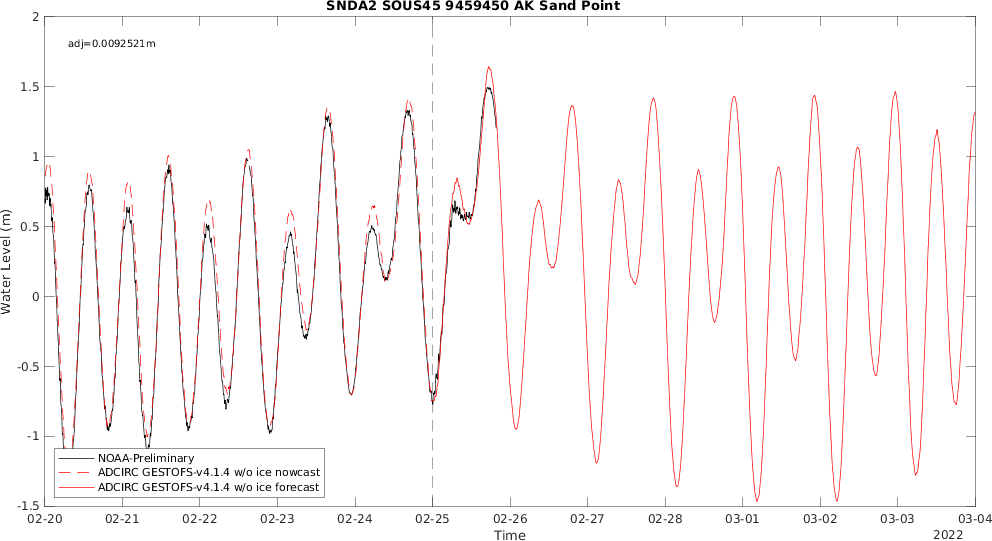 SNDA2 SOUS45 9459450 AK Sand Point
adj=0.0092521m
Water Level (m)
2
1.5
1
0.5
0
-0.5
-1
-1.5
NOAA-Preliminary
ADCIRC GESTOFS-v4.1.4 w/o ice nowcast
ADCIRC GESTOFS-v4.1.4 w/o ice forecast
02-20 02-21 02-22 02-23 02-24 02-25 02-26 02-27 02-28 03-01 03-02 03-03 03-04
Time
2022